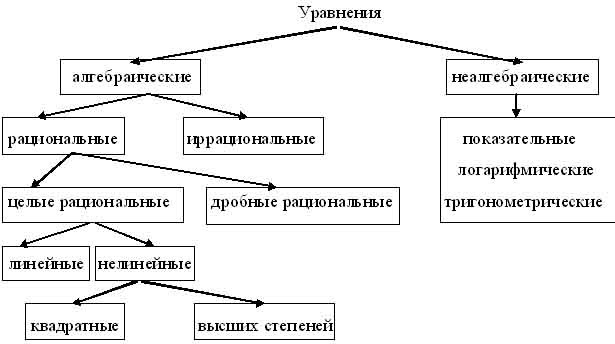 Уравнения
алгебраические
неалгебраические
рациональные
иррациональные
показательные
логарифмические
тригонометрические
целые рациональные
дробные рациональные
линейные
нелинейные
квадратные
высших степеней